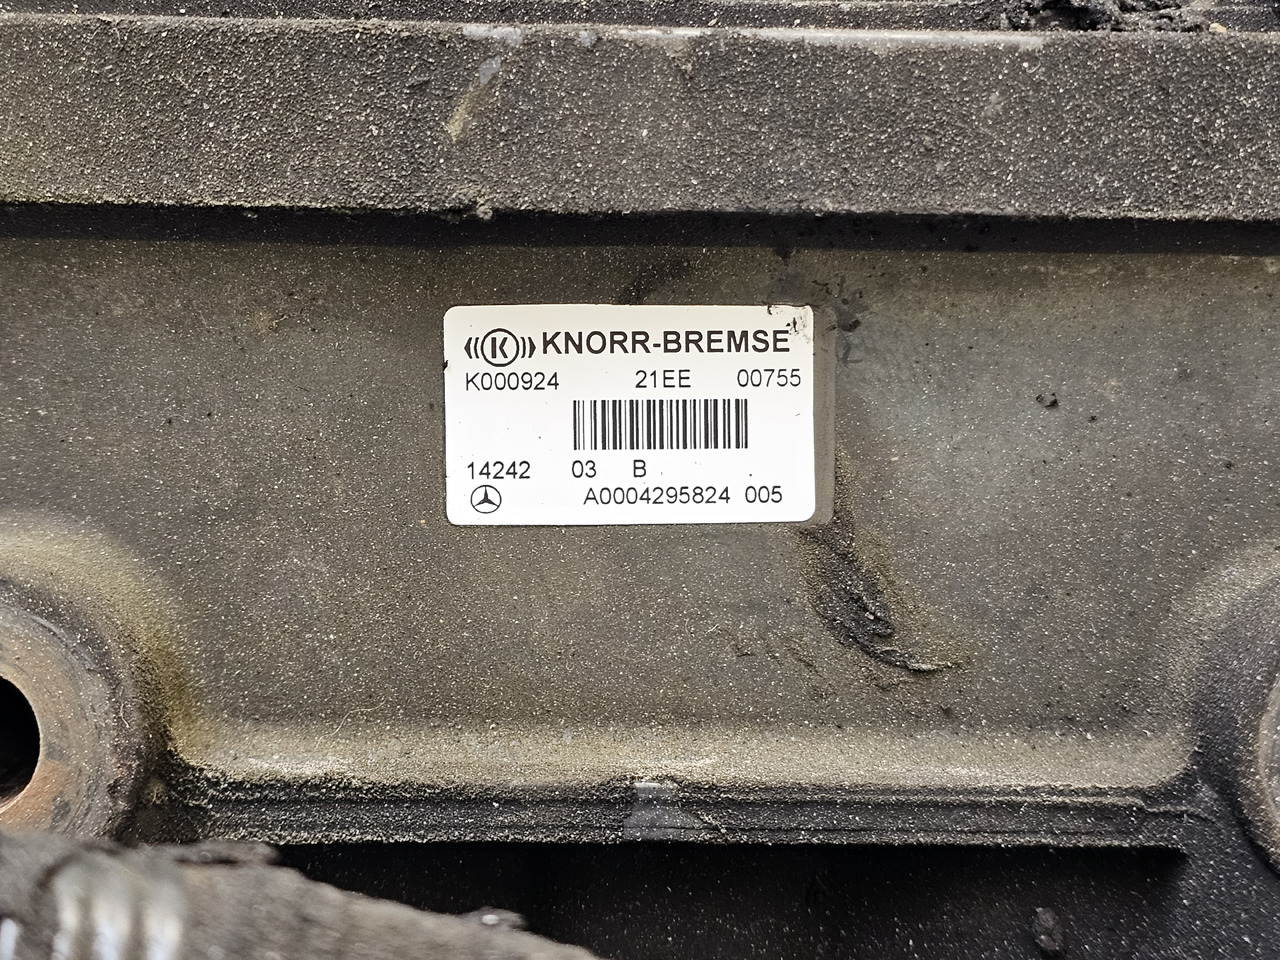 K KNORR-BREMSE
K000924 21EE 00755
14242 03 B
A0004295824 005